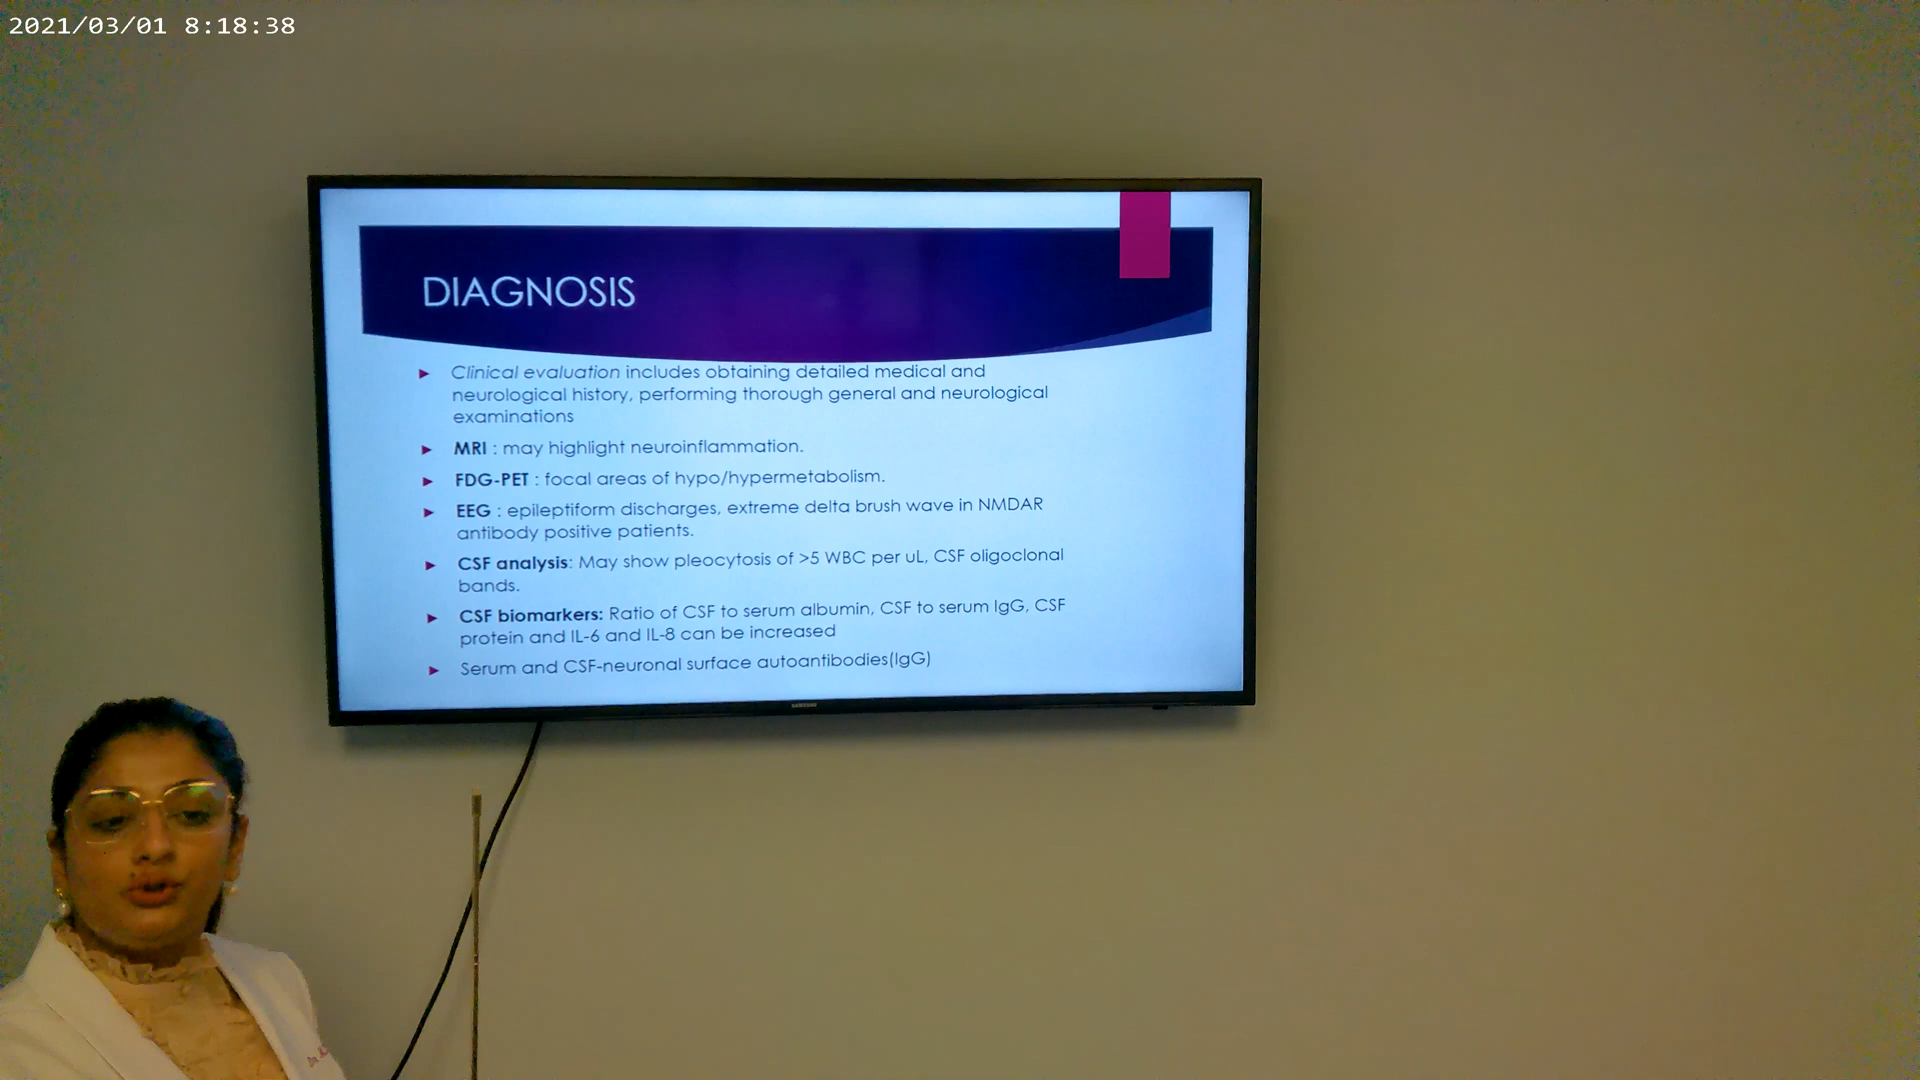 2021/03/01 8:18:38
DIAGNOSIS
Clinical evaluation includes obtaining detailed medical and
neurological history, performing thorough general and neurological
examinations
MRI : may highlight neuroinflammation.
FDG-PET : focal areas of hypo/hypermetabolism.
EEG : epileptiform discharges, extreme delta brush wave in NMDAR
antibody positive patients.
CSF analysis: May show pleocytosis of >5 WBC per uL, CSF oligoclonal
bands.
CSF biomarkers: Ratio of CSF to serum albumin, CSF to serum IgG, CSF
protein and IL-6 and IL-8 can be increased
Serum and CSF-neuronal surface autoantibodies(IgG)
SAMSUNG